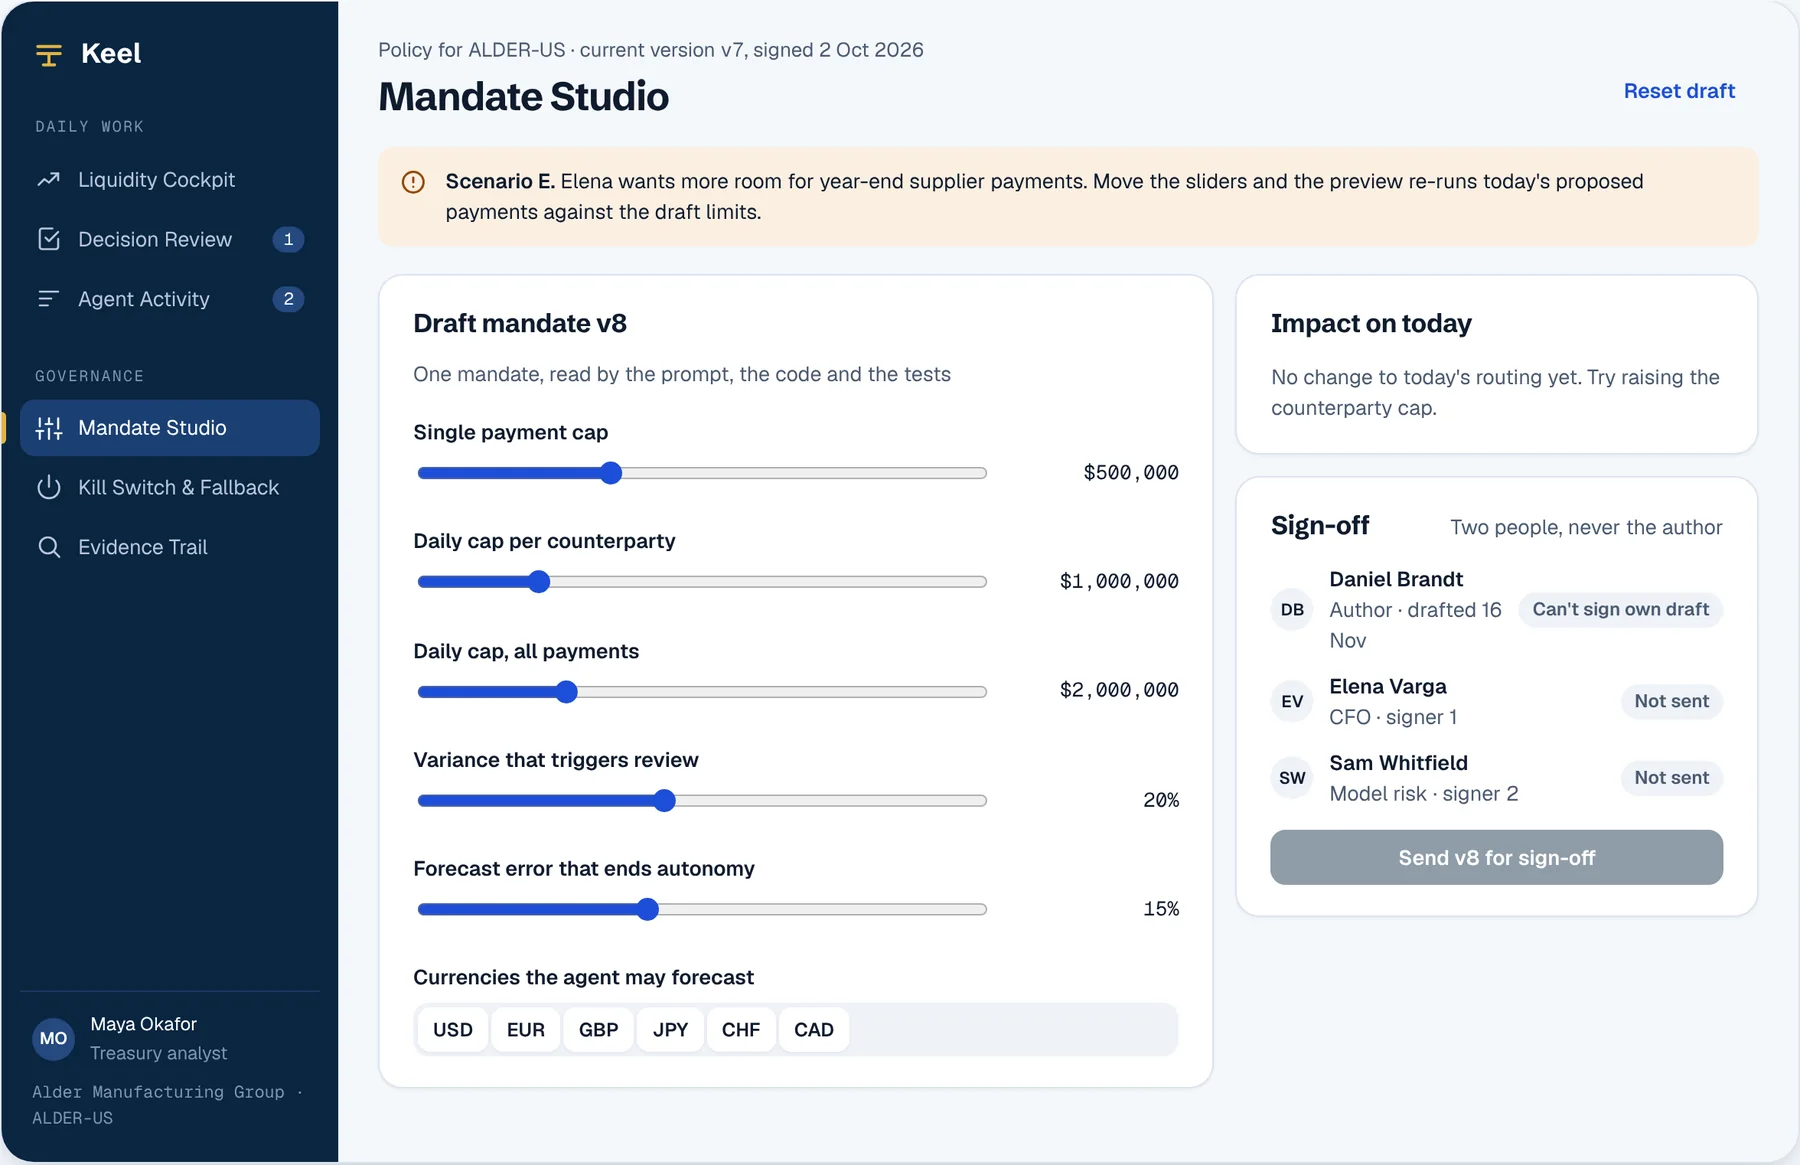 Keel
DAILY WORK
Liquidity Cockpit
Decision Review 1
Agent Activity 2
GOVERNANCE
Mandate Studio
Kill Switch & Fallback
Evidence Trail
MO
Maya Okafor
Treasury analyst
Alder Manufacturing Group ·
ALDER-US
Policy for ALDER-US · current version v7, signed 2 Oct 2026
Mandate Studio
Reset draft
Scenario E. Elena wants more room for year-end supplier payments. Move the sliders and the preview re-runs today's proposed
payments against the draft limits.
Draft mandate v8
One mandate, read by the prompt, the code and the tests
Single payment cap
$500,000
Daily cap per counterparty
$1,000,000
Daily cap, all payments
$2,000,000
Variance that triggers review
20%
Forecast error that ends autonomy
15%
Currencies the agent may forecast
USD EUR GBP JPY CHF CAD
Impact on today
No change to today's routing yet. Try raising the
counterparty cap.
Sign-off
Two people, never the author
DB
Daniel Brandt
Author · drafted 16
Nov
Can't sign own draft
EV
Elena Varga
CFO · signer 1
Not sent
SW
Sam Whitfield
Model risk · signer 2
Not sent
Send v8 for sign-off